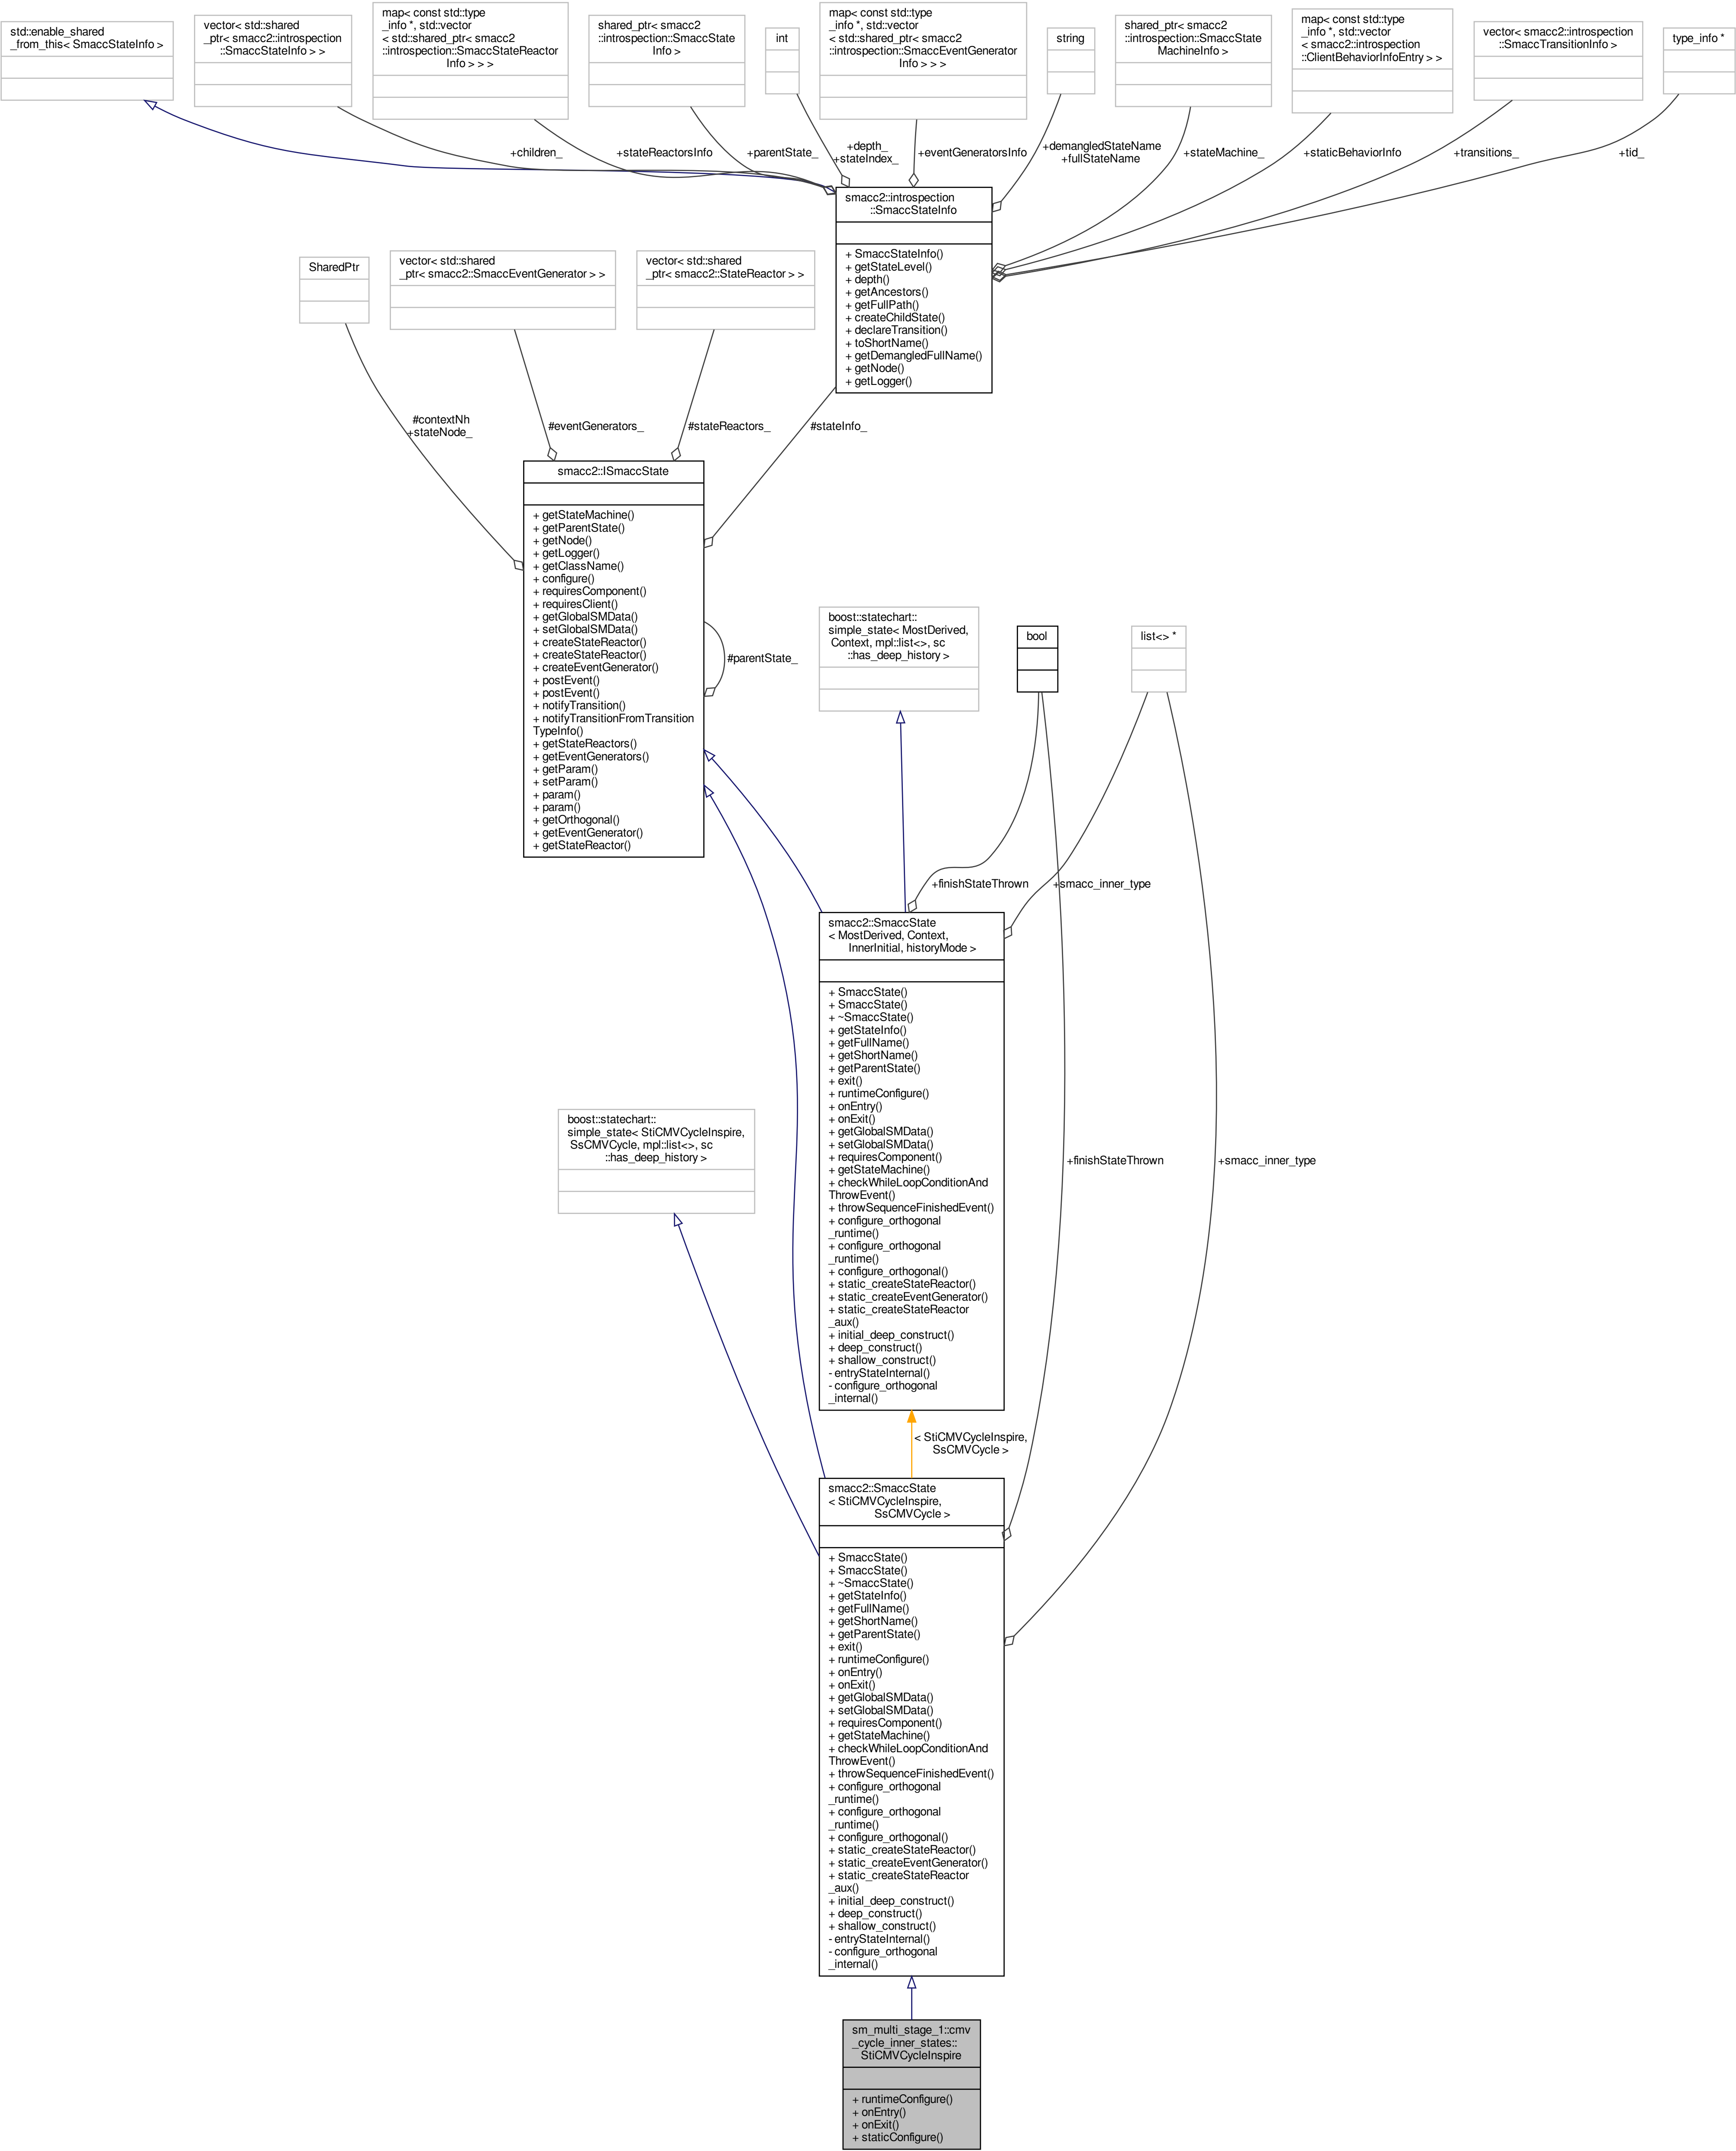 std::enable_shared
_from_this< SmaccStateInfo >
vector< std::shared
_ptr< smacc2::introspection
::SmaccStateInfo > >
map< const std::type
_info *, std::vector
< std::shared_ptr< smacc2
::introspection::SmaccStateReactor
Info > > >
shared_ptr< smacc2
::introspection::SmaccState
Info >
int
map< const std::type
_info *, std::vector
< std::shared_ptr< smacc2
::introspection::SmaccEventGenerator
Info > > >
string
shared_ptr< smacc2
::introspection::SmaccState
MachineInfo >
map< const std::type
_info *, std::vector
< smacc2::introspection
::ClientBehaviorInfoEntry > >
vector< smacc2::introspection
::SmaccTransitionInfo >
type_info *
+children_
+stateReactorsInfo
+parentState_
+depth_
+stateIndex_
+eventGeneratorsInfo
+demangledStateName
+fullStateName
+stateMachine_
+staticBehaviorInfo
+transitions_
+tid_
smacc2::introspection
::SmaccStateInfo
+ SmaccStateInfo()
+ getStateLevel()
+ depth()
+ getAncestors()
+ getFullPath()
+ createChildState()
+ declareTransition()
+ toShortName()
+ getDemangledFullName()
+ getNode()
+ getLogger()
SharedPtr
vector< std::shared
_ptr< smacc2::SmaccEventGenerator > >
vector< std::shared
_ptr< smacc2::StateReactor > >
#contextNh
+stateNode_
#eventGenerators_
#stateReactors_
#stateInfo_
smacc2::ISmaccState
+ getStateMachine()
+ getParentState()
+ getNode()
+ getLogger()
+ getClassName()
+ configure()
+ requiresComponent()
+ requiresClient()
+ getGlobalSMData()
+ setGlobalSMData()
+ createStateReactor()
+ createStateReactor()
+ createEventGenerator()
+ postEvent()
+ postEvent()
+ notifyTransition()
+ notifyTransitionFromTransition
TypeInfo()
+ getStateReactors()
+ getEventGenerators()
+ getParam()
+ setParam()
+ param()
+ param()
+ getOrthogonal()
+ getEventGenerator()
+ getStateReactor()
#parentState_
boost::statechart::
simple_state< MostDerived,
Context, mpl::list<>, sc
::has_deep_history >
bool
list<> *
+finishStateThrown
+smacc_inner_type
smacc2::SmaccState
< MostDerived, Context,
InnerInitial, historyMode >
+ SmaccState()
+ SmaccState()
+ ~SmaccState()
+ getStateInfo()
+ getFullName()
+ getShortName()
+ getParentState()
+ exit()
+ runtimeConfigure()
+ onEntry()
+ onExit()
+ getGlobalSMData()
+ setGlobalSMData()
+ requiresComponent()
+ getStateMachine()
+ checkWhileLoopConditionAnd
ThrowEvent()
+ throwSequenceFinishedEvent()
+ configure_orthogonal
_runtime()
+ configure_orthogonal
_runtime()
+ configure_orthogonal()
+ static_createStateReactor()
+ static_createEventGenerator()
+ static_createStateReactor
_aux()
+ initial_deep_construct()
+ deep_construct()
+ shallow_construct()
- entryStateInternal()
- configure_orthogonal
_internal()
boost::statechart::
simple_state< StiCMVCycleInspire,
SsCMVCycle, mpl::list<>, sc
::has_deep_history >
+finishStateThrown
+smacc_inner_type
< StiCMVCycleInspire,
SsCMVCycle >
smacc2::SmaccState
< StiCMVCycleInspire,
SsCMVCycle >
+ SmaccState()
+ SmaccState()
+ ~SmaccState()
+ getStateInfo()
+ getFullName()
+ getShortName()
+ getParentState()
+ exit()
+ runtimeConfigure()
+ onEntry()
+ onExit()
+ getGlobalSMData()
+ setGlobalSMData()
+ requiresComponent()
+ getStateMachine()
+ checkWhileLoopConditionAnd
ThrowEvent()
+ throwSequenceFinishedEvent()
+ configure_orthogonal
_runtime()
+ configure_orthogonal
_runtime()
+ configure_orthogonal()
+ static_createStateReactor()
+ static_createEventGenerator()
+ static_createStateReactor
_aux()
+ initial_deep_construct()
+ deep_construct()
+ shallow_construct()
- entryStateInternal()
- configure_orthogonal
_internal()
sm_multi_stage_1::cmv
_cycle_inner_states::
StiCMVCycleInspire
+ runtimeConfigure()
+ onEntry()
+ onExit()
+ staticConfigure()